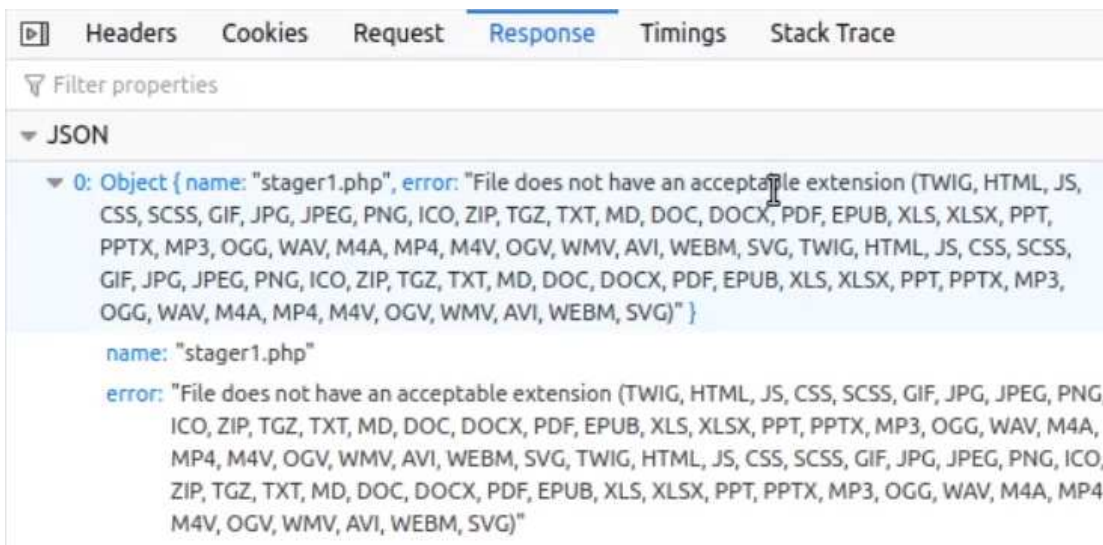 Headers Cookies Request Response Timings Stack Trace
Filter properties
JSON
0: Object { name: "stager1.php", error: "File does not have an acceptable extension (TWIG, HTML, JS,
CSS, SCSS, GIF, JPG, JPEG, PNG, ICO, ZIP, TGZ, TXT, MD, DOC, DOCX, PDF, EPUB, XLS, XLSX, PPT,
PPTX, MP3, OGG, WAV, M4A, MP4, M4V, OGV, WMV, AVI, WEBM, SVG, TWIG, HTML, JS, CSS, SCSS,
GIF, JPG, JPEG, PNG, ICO, ZIP, TGZ, TXT, MD, DOC, DOCX, PDF, EPUB, XLS, XLSX, PPT, PPTX, MP3,
OGG, WAV, M4A, MP4, M4V, OGV, WMV, AVI, WEBM, SVG)" }
name: "stager1.php"
error: "File does not have an acceptable extension (TWIG, HTML, JS, CSS, SCSS, GIF, JPG, JPEG, PNG,
ICO, ZIP, TGZ, TXT, MD, DOC, DOCX, PDF, EPUB, XLS, XLSX, PPT, PPTX, MP3, OGG, WAV, M4A,
MP4, M4V, OGV, WMV, AVI, WEBM, SVG, TWIG, HTML, JS, CSS, SCSS, GIF, JPG, JPEG, PNG, ICO,
ZIP, TGZ, TXT, MD, DOC, DOCX, PDF, EPUB, XLS, XLSX, PPT, PPTX, MP3, OGG, WAV, M4A, MP4
M4V, OGV, WMV, AVI, WEBM, SVG)"